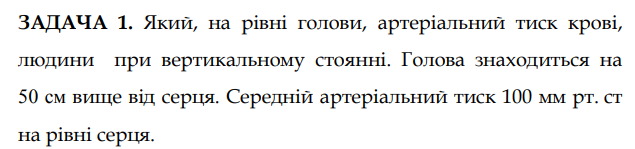 ЗАДАЧА 1. Який, на рівні голови, артеріальний тиск крові,
людини при вертикальному стоянні. Голова знаходиться на
50 см вище від серця. Середній артеріальний тиск 100 мм рт. ст
на рівні серця.